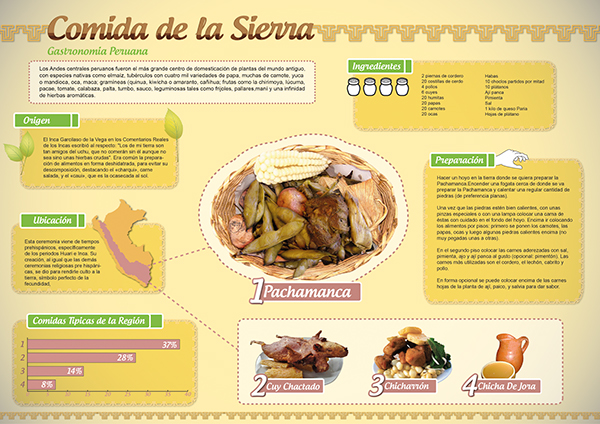 Comida de la Sierra
Gastronomía Peruana
Los Andes centrales peruanos fueron el más grande centro de domesticación de plantas del mundo antiguo,
con especies nativas como elmaíz, tubérculos con cuatro mil variedades de papa, muchas de camote, yuca
o mandioca, oca, maca; gramíneas (quinua, kiwicha o amaranto, cañihua; frutas como la chirimoya, lúcuma,
pacae, tomate, calabaza, palta, tumbo, sauco, leguminosas tales como frijoles, pallares,maní y una infinidad
de hierbas aromáticas.
Ingredientes
2 piernas de cordero
20 costillas de cerdo
4 pollos
6 cuyes
20 humitas
20 papas
20 camotes
20 ocas
Habas
10 choclos partidos por mitad
10 plátanos
Ají panca
Pimienta
Sal
1 kilo de queso Paria
Hojas de plátano
Origen
El Inca Garcilaso de la Vega en los Comentarios Reales
de los Incas escribió al respecto: "Los de mi tierra son
tan amigos del uchu, que no comerán sin él aunque no
sea sino unas hierbas crudas". Era común la prepara-
ción de alimentos en forma deshidratada, para evitar su
descomposición, destacando el «charqui», carne
salada, y el «caui», que es la ocasecada al sol.
Preparación
Hacer un hoyo en la tierra donde se quiera preparar la
Pachamanca.Encender una fogata cerca de donde se va
preparar la Pachamanca y calentar una regular cantidad de
piedras (de preferencia planas).
Una vez que las piedras estén bien calientes, con unas
pinzas especiales o con una lampa colocar una cama de
éstas con cuidado en el fondo del hoyo. Encima ir colocando
los alimentos por pisos: primero se ponen los camotes, las
papas, ocas y luego algunas piedras calientes encima (no
muy pegadas unas a otras).
En el segundo piso colocar las carnes aderezadas con sal,
pimienta, ajo y ají panca al gusto (opcional: pimentón). Las
carnes más utilizadas son el cordero, el lechón, cabrito y
pollo.
En forma opcional se puede colocar encima de las carnes
hojas de la planta de ají, paico, y salvia para dar sabor.
Ubicación
Esta ceremonia viene de tiempos
prehispánicos, específicamente
de los periodos Huari e Inca. Su
creación, al igual que las demás
ceremonias religiosas pre hispáni-
cas, se dio para rendirle culto a la
tierra, símbolo perfecto de la
fecundidad.
1 Pachamanca
Comidas Típicas de la Región
1 37%
2 28%
3 14%
4 8%
2 Cuy Chactado
3 Chicharrón
4 Chicha De Jora